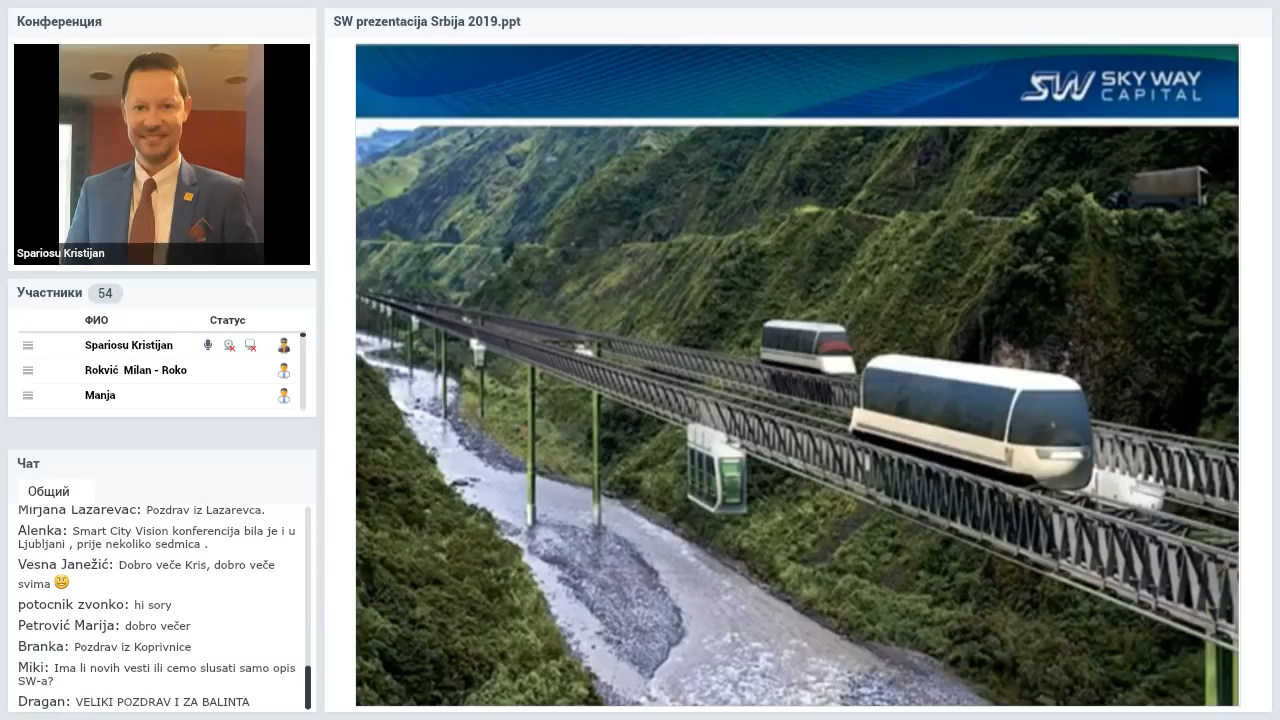 Конференция
Spariosu Kristijan
Участники 54
ФИО Статус
Spariosu Kristijan
Rokvić Milan - Roko
Manja
Чат
Общий
Mirjana Lazarevac: Pozdrav iz Lazarevca.
Alenka: Smart City Vision konferencija bila je i u
Ljubljani , prije nekoliko sedmica .
Vesna Janežić: Dobro veče Kris, dobro veče
svima
potocnik zvonko: hi sory
Petrović Marija: dobro večer
Branka: Pozdrav iz Koprivnice
Miki: Ima li novih vesti ili cemo slusati samo opis
SW-a?
Dragan: VELIKI POZDRAV I ZA BALINTA
SW prezentacija Srbija 2019.ppt
SW SKY WAY
CAPITAL